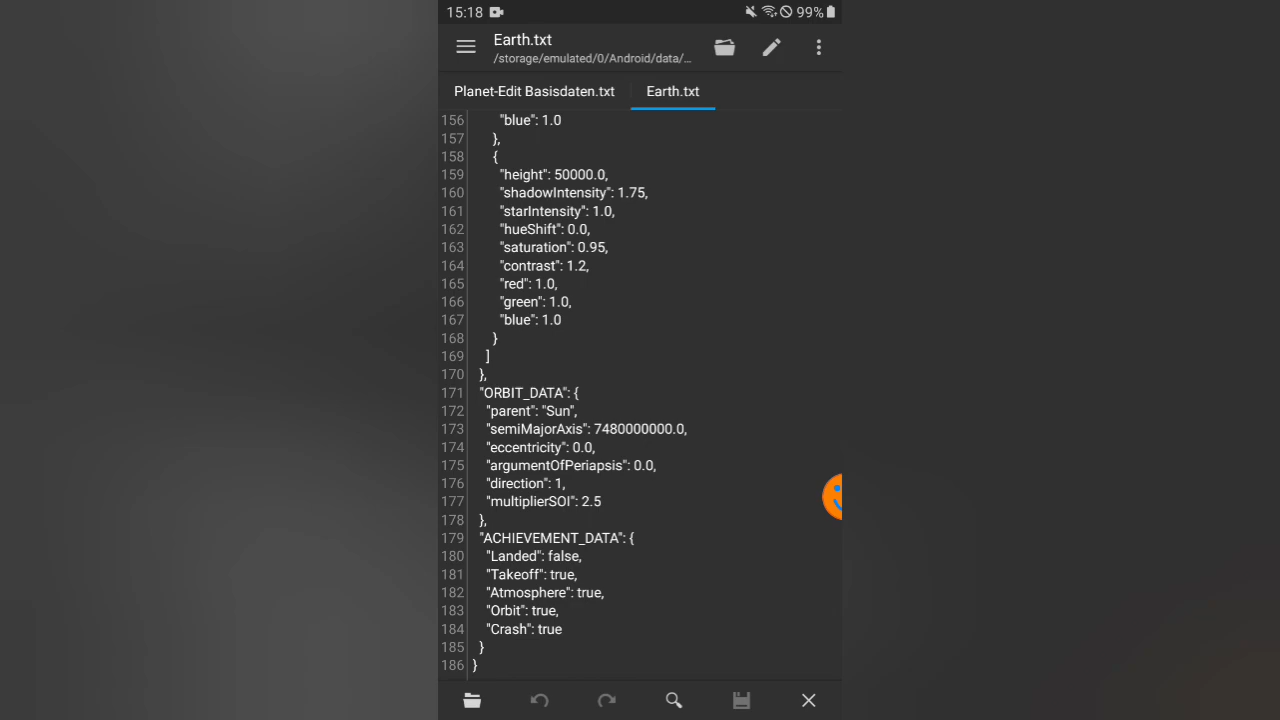 15:18 99%
Earth.txt
/storage/emulated/0/Android/data/...
Planet-Edit Basisdaten.txt Earth.txt
156 "blue": 1.0
157 },
158 {
159 "height": 50000.0,
160 "shadowIntensity": 1.75,
161 "starIntensity": 1.0,
162 "hueShift": 0.0,
163 "saturation": 0.95,
164 "contrast": 1.2,
165 "red": 1.0,
166 "green": 1.0,
167 "blue": 1.0
168 }
169 ]
170 },
171 "ORBIT_DATA": {
172 "parent": "Sun",
173 "semiMajorAxis": 7480000000.0,
174 "eccentricity": 0.0,
175 "argumentOfPeriapsis": 0.0,
176 "direction": 1,
177 "multiplierSOI": 2.5
178 },
179 "ACHIEVEMENT_DATA": {
180 "Landed": false,
181 "Takeoff": true,
182 "Atmosphere": true,
183 "Orbit": true,
184 "Crash": true
185 }
186 }